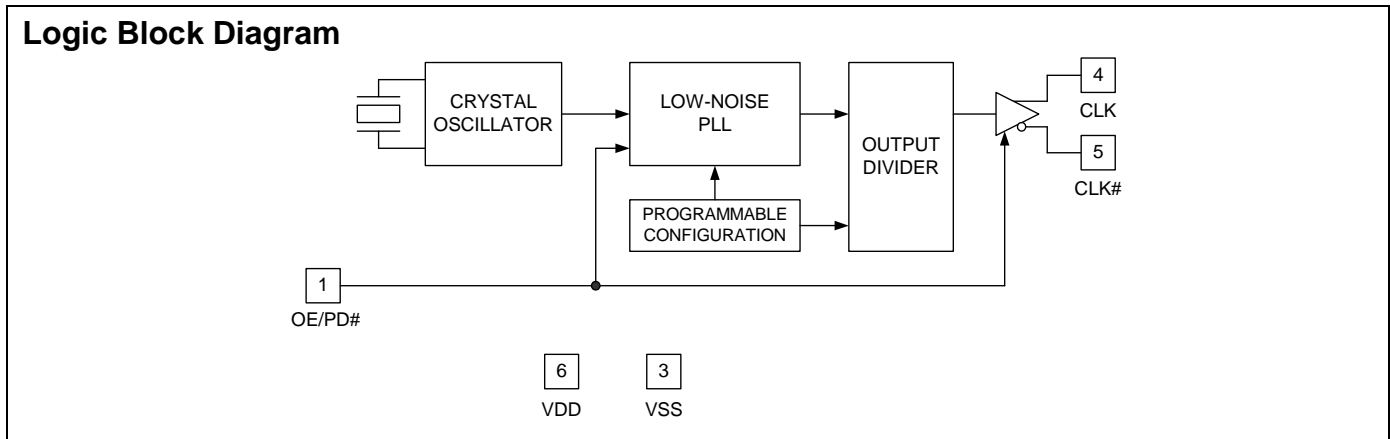 Logic Block Diagram
CRYSTAL
OSCILLATOR
LOW-NOISE
PLL
OUTPUT
DIVIDER
4
CLK
5
CLK#
PROGRAMMABLE
CONFIGURATION
1
OE/PD#
6
VDD
3
VSS